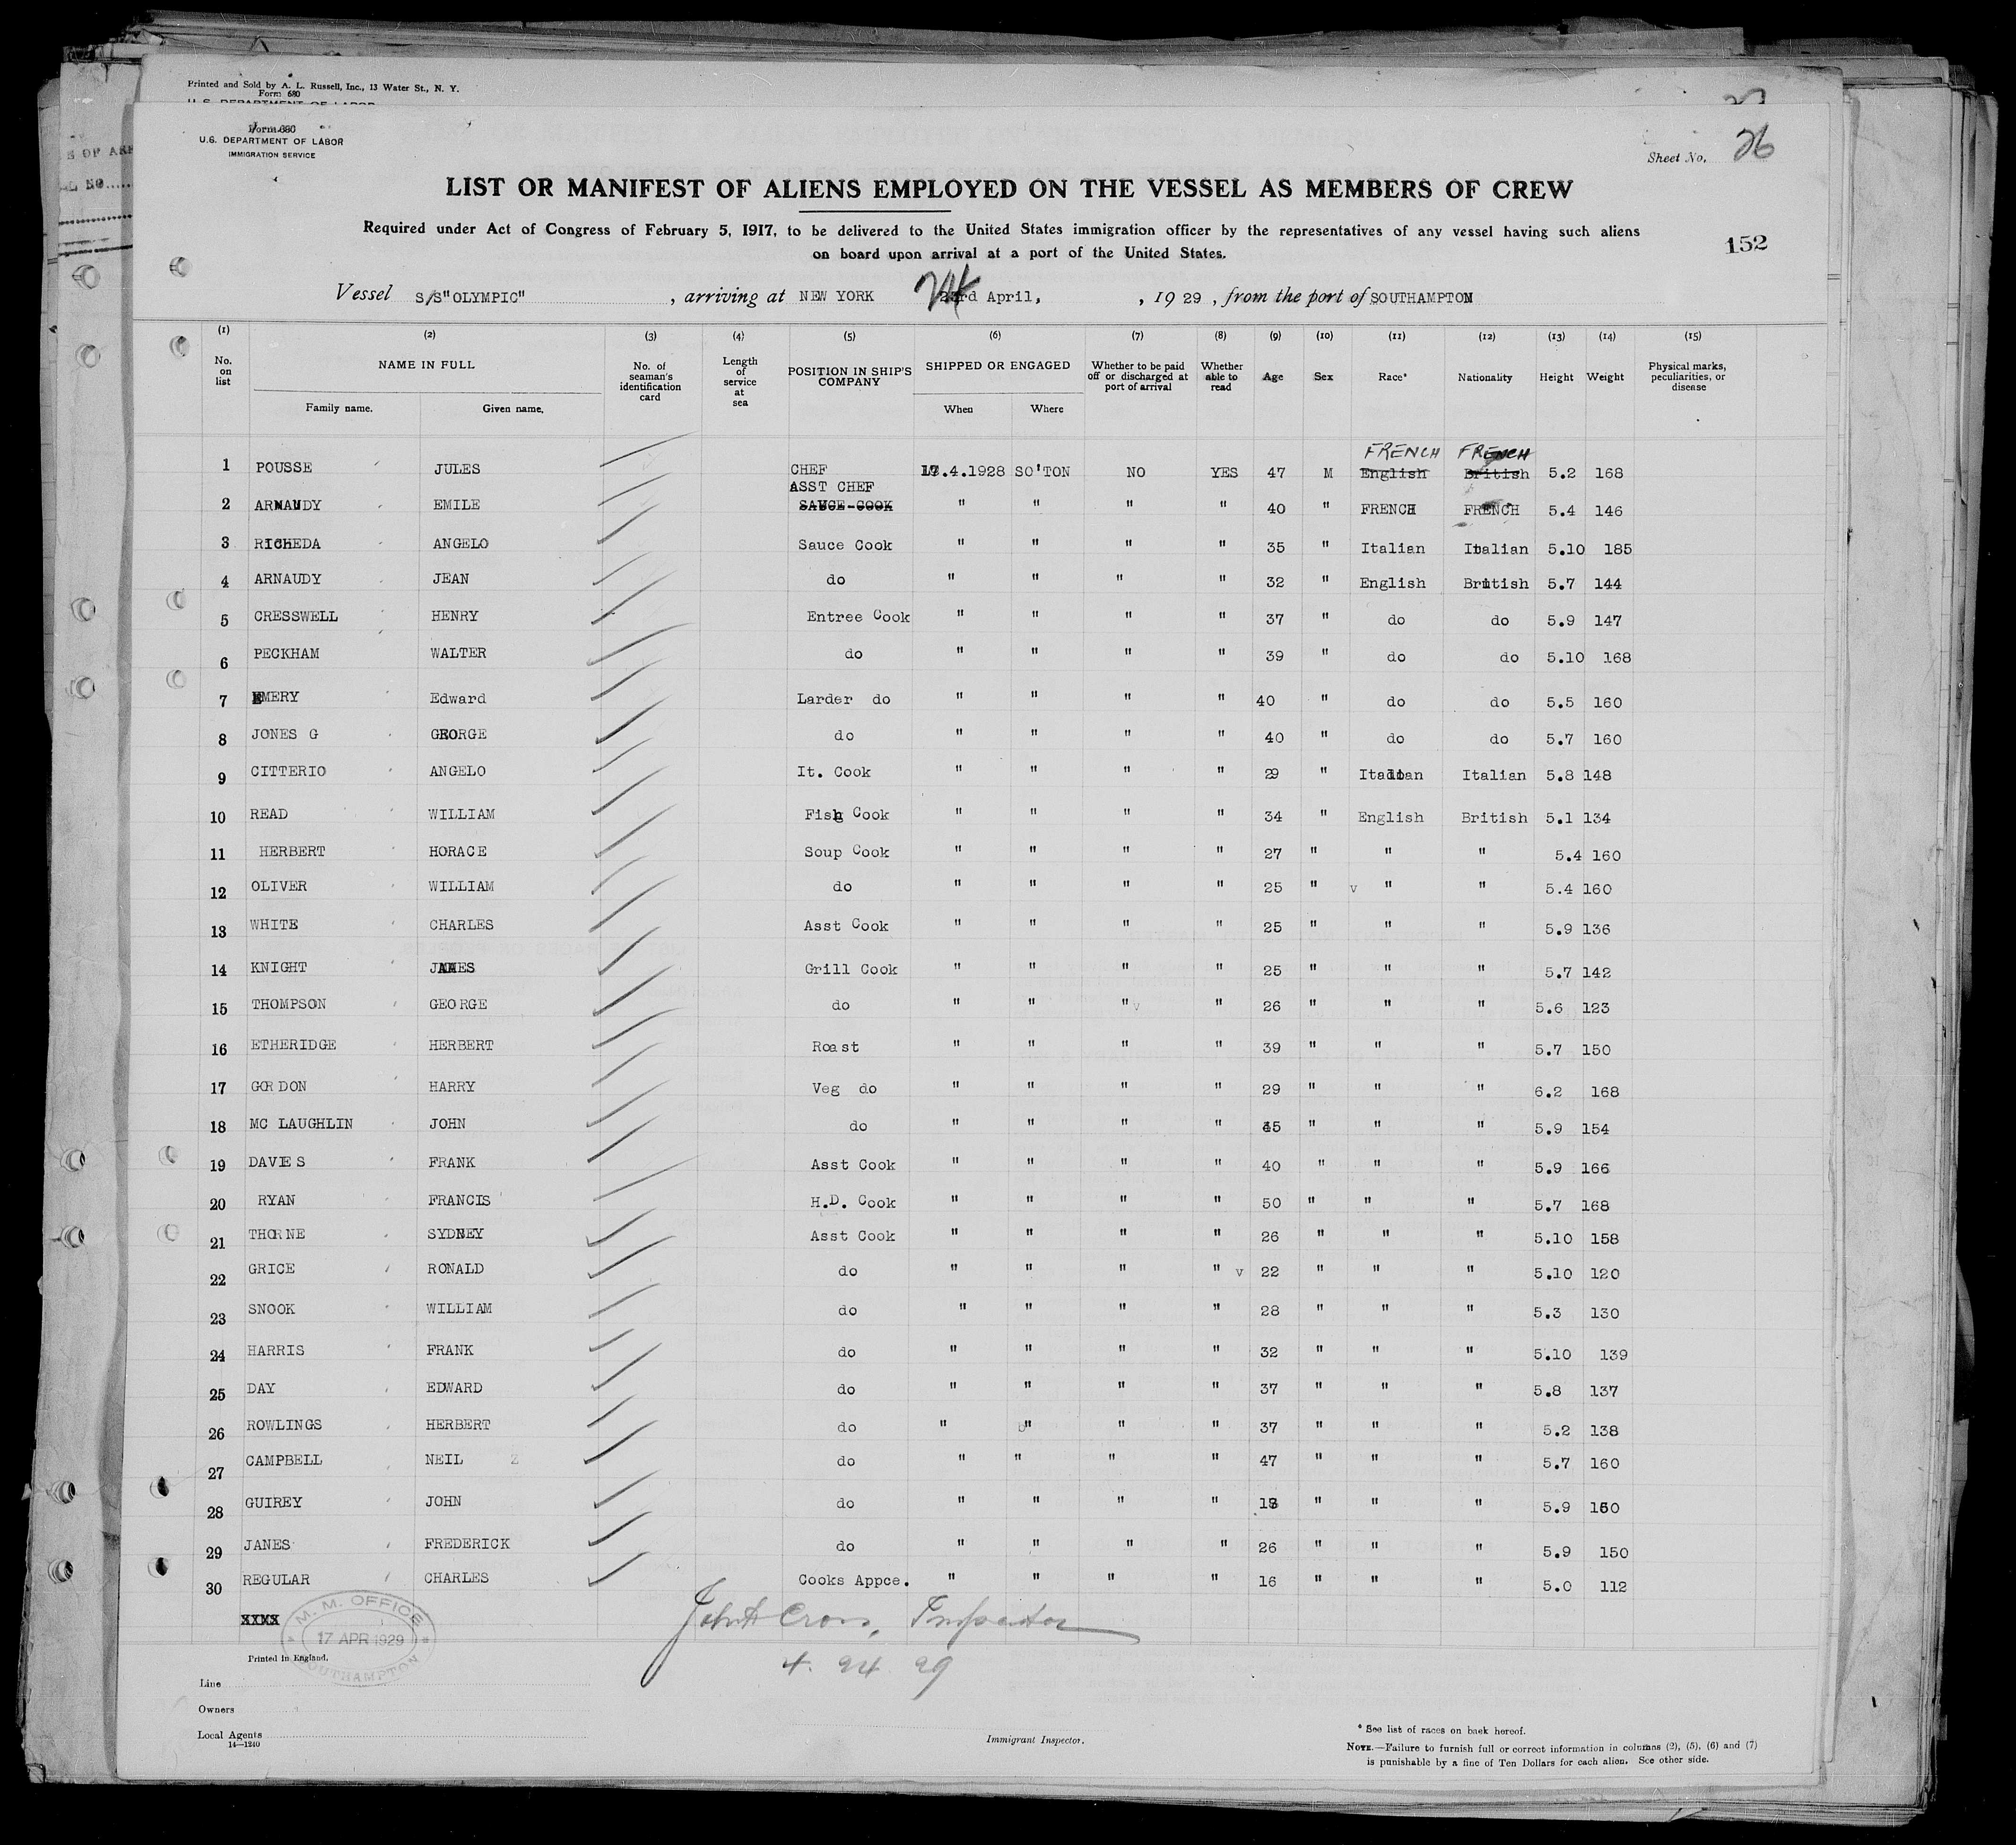 Printed and Sold by A. L. Russell, Inc., 13 Water St., N. Y.
Form 680
U.S. DEPARTMENT OF LABOR
Form 680
U.S. DEPARTMENT OF LABOR
IMMIGRATION SERVICE
Sheet No. 26
LIST OR MANIFEST OF ALIENS EMPLOYED ON THE VESSEL AS MEMBERS OF CREW
Required under Act of Congress of February 5, 1917, to be delivered to the United States immigration officer by the representatives of any vessel having such aliens
on board upon arrival at a port of the United States.
152
Vessel S/S"OLYMPIC", arriving at NEW YORK 24 23rd April, , 1929, from the port of SOUTHAMPTON
(1) (2) (3) (4) (5) (6) (7) (8) (9) (10) (11) (12) (13) (14) (15)
No. on list NAME IN FULL Family name. Given name. No. of seaman's identification card Length of service at sea POSITION IN SHIP'S COMPANY SHIPPED OR ENGAGED When Where Whether to be paid off or discharged at port of arrival Whether able to read Age Sex Race* Nationality Height Weight Physical marks, peculiarities, or disease
FRENCH FRENCH
1 POUSSE JULES CHEF .4.1928 SO'TON NO YES 47 M English British 5.2 168
ASST CHEF
2 ARNAUDY EMILE SAUCE-COOK " " " " 40 " FRENCH FRENCH 5.4 146
3 RICHEDA ANGELO Sauce Cook " " " " 35 " Italian Italian 5.10 185
4 ARNAUDY JEAN do " " " " 32 " English British 5.7 144
5 CRESSWELL HENRY Entree Cook " " " " 37 " do do 5.9 147
6 PECKHAM WALTER do " " " " 39 " do do 5.10 168
7 EMERY Edward Larder do " " " " 40 " do do 5.5 160
8 JONES G GEORGE do " " " " 40 " do do 5.7 160
9 CITTERIO ANGELO It. Cook " " " " 29 " Italian Italian 5.8 148
10 READ WILLIAM Fish Cook " " " " 34 " English British 5.1 134
11 HERBERT HORACE Soup Cook " " " " 27 " " " 5.4 160
12 OLIVER WILLIAM do " " " " 25 " v " " 5.4 160
13 WHITE CHARLES Asst Cook " " " " 25 " " " 5.9 136
14 KNIGHT JAMES Grill Cook " " " " 25 " " " 5.7 142
15 THOMPSON GEORGE do " " " v " 26 " " " 5.6 123
16 ETHERIDGE HERBERT Roast " " " " 39 " " " 5.7 150
17 GORDON HARRY Veg do " " " " 29 " " " 6.2 168
18 MC LAUGHLIN JOHN do " " " " 45 " " " 5.9 154
19 DAVIES FRANK Asst Cook " " " " 40 " " " 5.9 166
20 RYAN FRANCIS H.D. Cook " " " " 50 " " " 5.7 168
21 THORNE SYDNEY Asst Cook " " " " 26 " " " 5.10 158
22 GRICE RONALD do " " " " v 22 " " " 5.10 120
23 SNOOK WILLIAM do " " " " 28 " " " 5.3 130
24 HARRIS FRANK do " " " " 32 " " " 5.10 139
25 DAY EDWARD do " " " " 37 " " " 5.8 137
26 ROWLINGS HERBERT do " " " " 37 " " " 5.2 138
27 CAMPBELL NEIL do " " " " 47 " " " 5.7 160
28 GUIREY JOHN do " " " " " " " 5.9 150
29 JANES FREDERICK do " " " " 26 " " " 5.9 150
30 REGULAR CHARLES Cooks Appce. " " " " 16 " " " 5.0 112
XXXX
M. M. OFFICE
17 APR 1929
SOUTHAMPTON
John Cross, Inspector
4. 24 29
Printed in England.
Line
Owners
Local Agents
14—1240
Immigrant Inspector.
* See list of races on back hereof.
NOTE.—Failure to furnish full or correct information in columns (2), (5), (6) and (7)
is punishable by a fine of Ten Dollars for each alien. See other side.